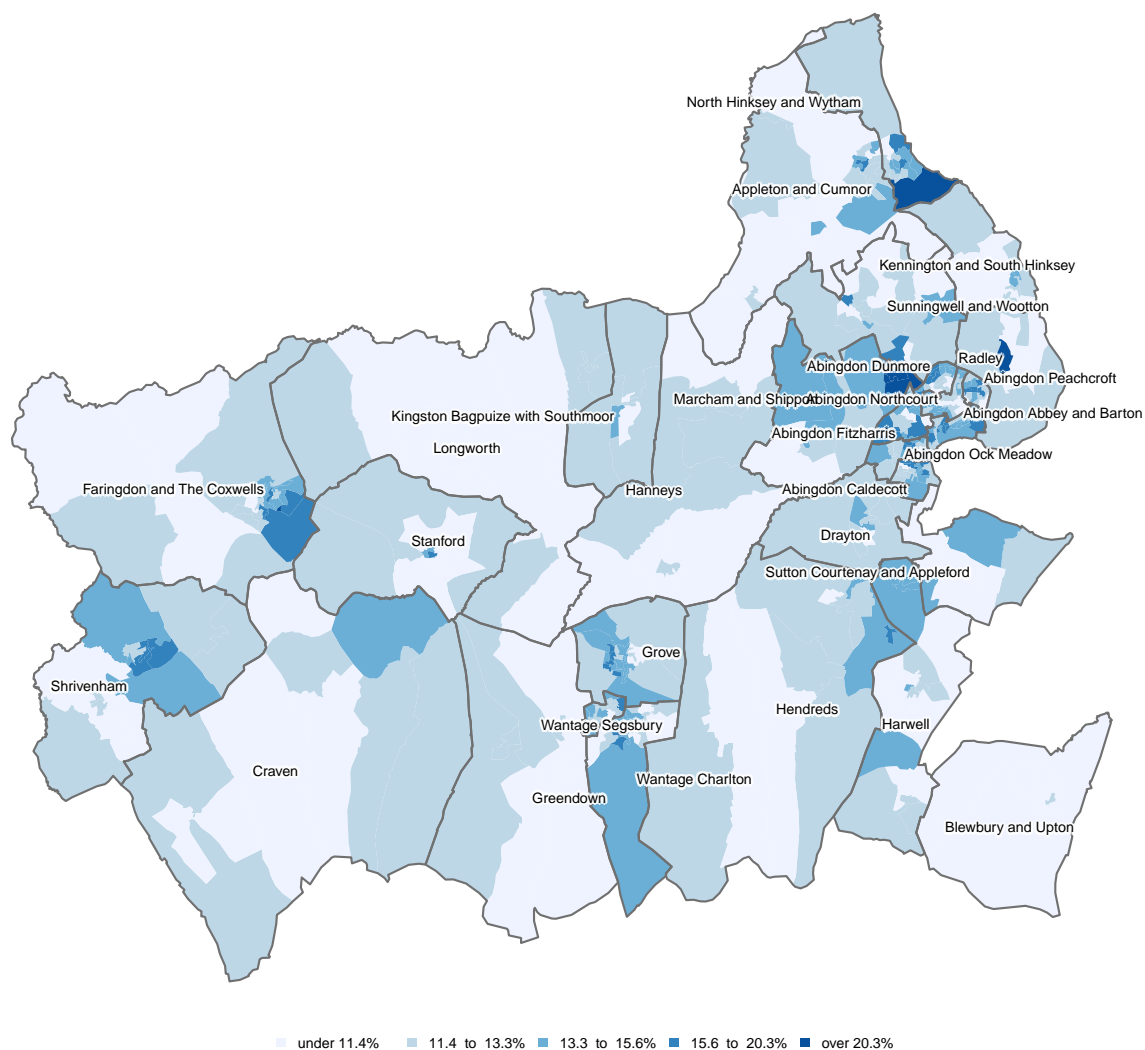 North Hinksey and Wytham
Appleton and Cumnor
Kennington and South Hinksey
Sunningwell and Wootton
Radley
Abingdon Dunmore
Abingdon Peachcroft
Marcham and Shippon
Abingdon Northcourt
Abingdon Abbey and Barton
Kingston Bagpuize with Southmoor
Abingdon Fitzharris
Longworth
Abingdon Ock Meadow
Faringdon and The Coxwells
Hanneys
Abingdon Caldecott
Drayton
Stanford
Sutton Courtenay and Appleford
Grove
Shrivenham
Hendreds
Wantage Segsbury
Harwell
Craven
Wantage Charlton
Greendown
Blewbury and Upton
under 11.4% 11.4 to 13.3% 13.3 to 15.6% 15.6 to 20.3% over 20.3%